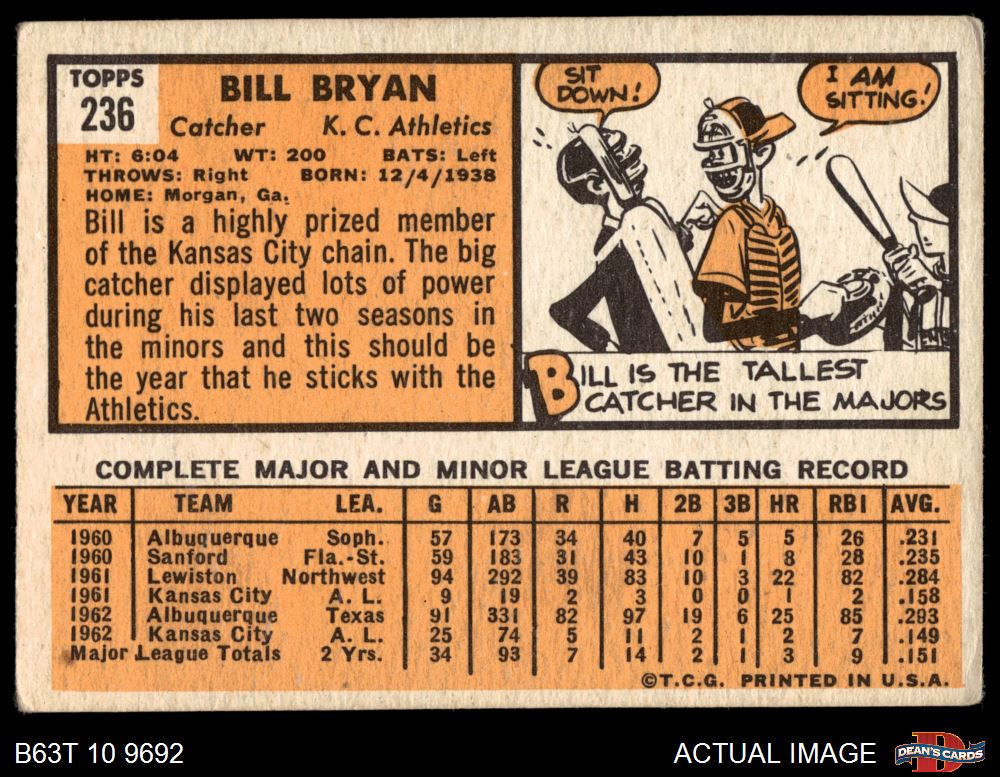 TOPPS
236
BILL BRYAN
Catcher K. C. Athletics
HT: 6:04 WT: 200 BATS: Left
THROWS: Right BORN: 12/4/1938
HOME: Morgan, Ga.
Bill is a highly prized member
of the Kansas City chain. The big
catcher displayed lots of power
during his last two seasons in
the minors and this should be
the year that he sticks with the
Athletics.
SIT
DOWN!
I AM
SITTING!
BILL IS THE TALLEST
CATCHER IN THE MAJORS
COMPLETE MAJOR AND MINOR LEAGUE BATTING RECORD
YEAR TEAM LEA. G AB R H 2B 3B HR RBI AVG.
1960 Albuquerque Soph. 57 173 34 40 7 5 5 26 .231
1960 Sanford Fla.-St. 59 183 31 43 10 1 8 28 .235
1961 Lewiston Northwest 94 292 39 83 10 3 22 82 .284
1961 Kansas City A. L. 9 19 2 3 0 0 1 2 .158
1962 Albuquerque Texas 91 331 82 97 19 6 25 85 .293
1962 Kansas City A. L. 25 74 5 11 2 1 2 7 .149
Major League Totals 2 Yrs. 34 93 7 14 2 1 3 9 .151
©T.C.G. PRINTED IN U.S.A.
B63T 10 9692
ACTUAL IMAGE
D
DEAN'S CARDS